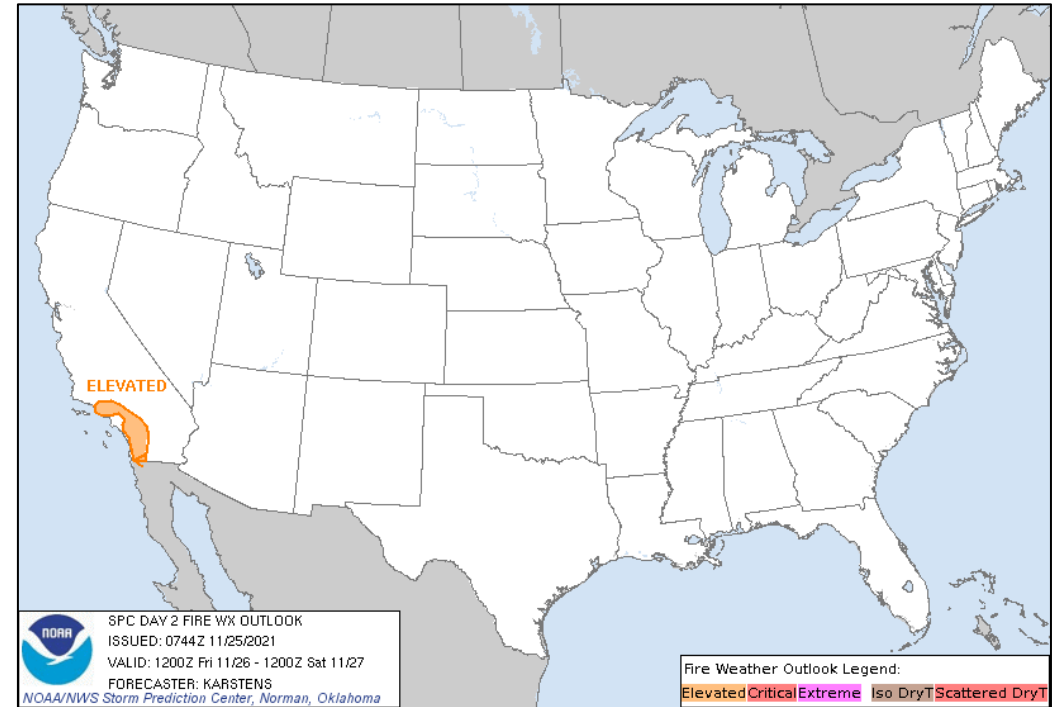 ELEVATED
NOAA
SPC DAY 2 FIRE WX OUTLOOK
ISSUED: 0744Z 11/25/2021
VALID: 1200Z Fri 11/26 - 1200Z Sat 11/27
FORECASTER: KARSTENS
NOAA/NWS Storm Prediction Center, Norman, Oklahoma
Fire Weather Outlook Legend:
Elevated Critical Extreme Iso DryT Scattered DryT